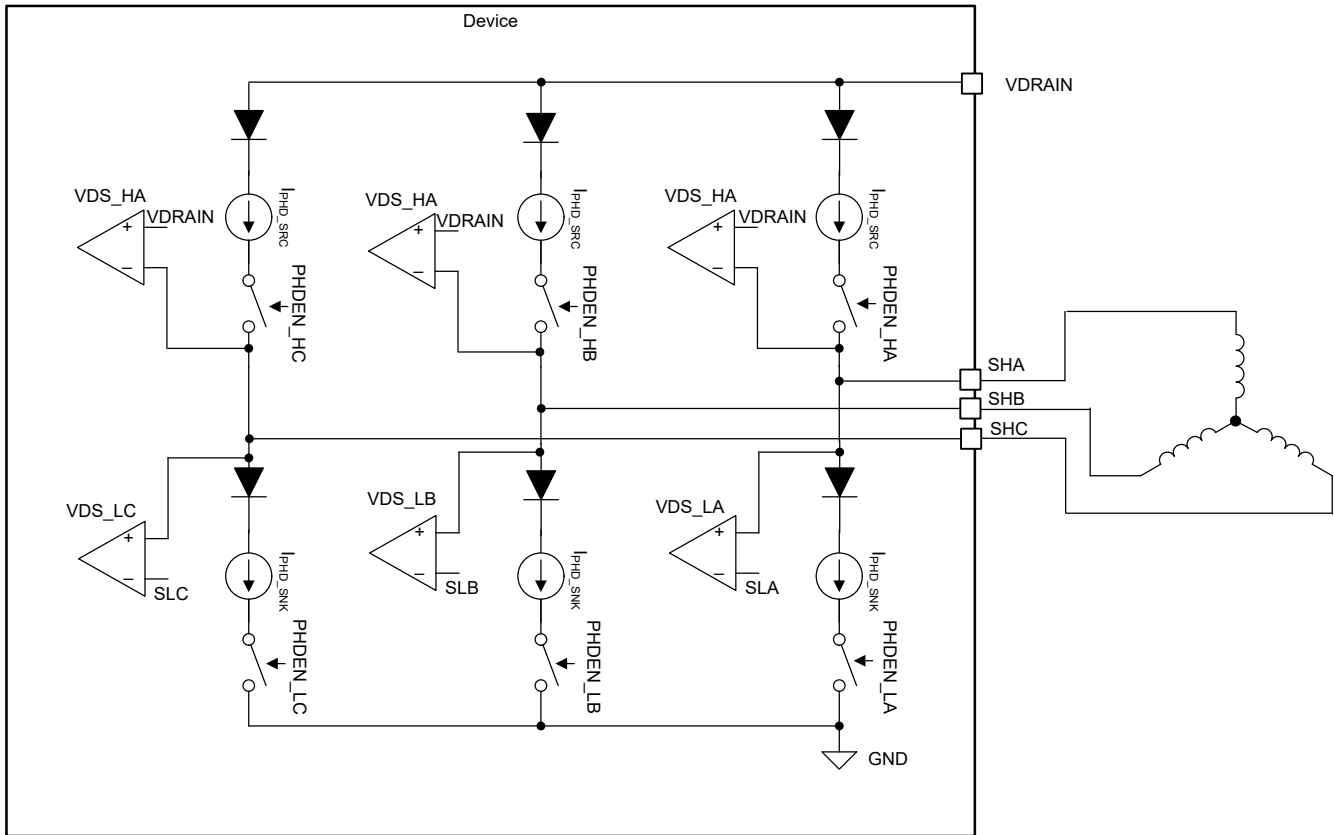 Device
VDRAIN
VDS_HA
VDRAIN
+
−
IPHD_SRC
PHDEN_HC
VDS_HA
VDRAIN
+
−
IPHD_SRC
PHDEN_HB
VDS_HA
VDRAIN
+
−
IPHD_SRC
PHDEN_HA
SHA
SHB
SHC
VDS_LC
+
−
SLC
IPHD_SNK
PHDEN_LC
VDS_LB
+
−
SLB
IPHD_SNK
PHDEN_LB
VDS_LA
+
−
SLA
IPHD_SNK
PHDEN_LA
GND